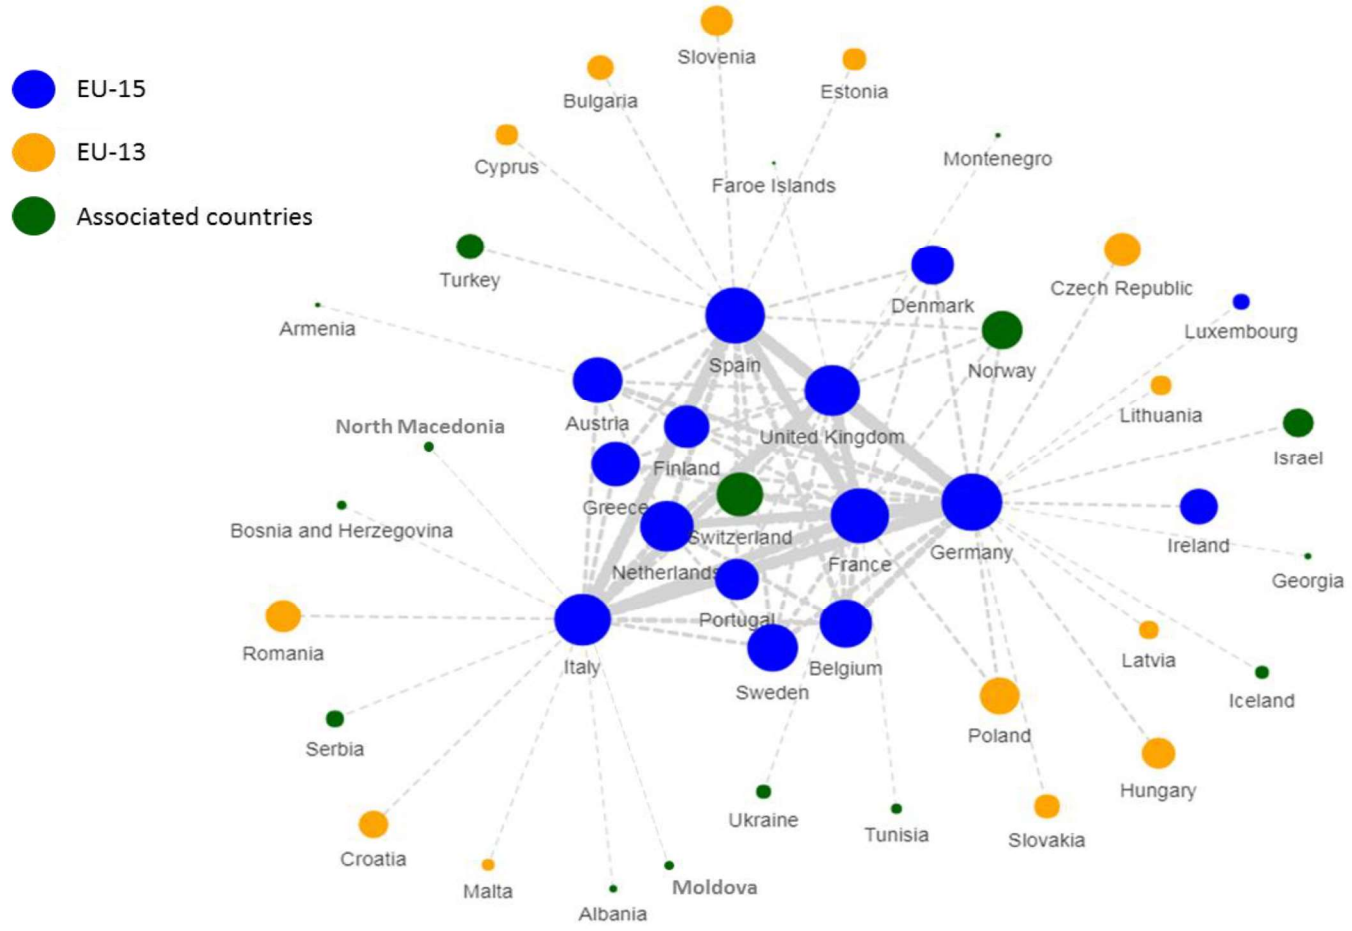 EU-15
EU-13
Associated countries
Slovenia
Estonia
Bulgaria
Cyprus
Montenegro
Faroe Islands
Turkey
Czech Republic
Denmark
Armenia
Luxembourg
Spain
Norway
Lithuania
Austria
North Macedonia
United Kingdom
Israel
Finland
Greece
Bosnia and Herzegovina
Switzerland
Ireland
Germany
France
Netherlands
Georgia
Portugal
Romania
Italy
Belgium
Latvia
Sweden
Iceland
Poland
Serbia
Hungary
Ukraine
Tunisia
Slovakia
Croatia
Malta
Moldova
Albania